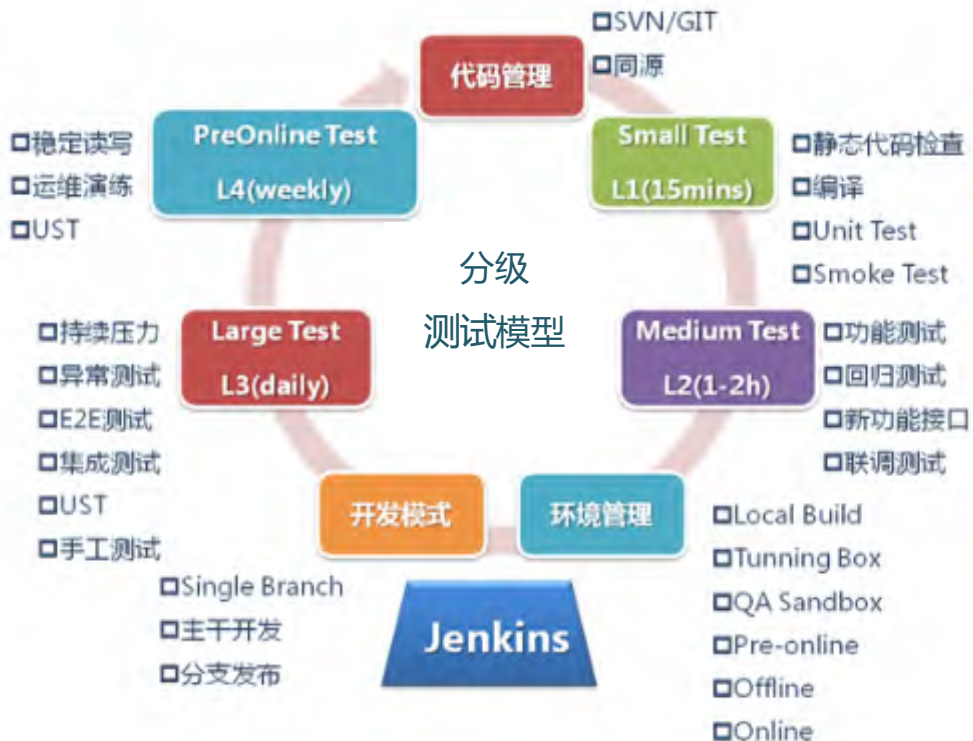 代码管理
SVN/GIT
同源
Small Test
L1(15mins)
静态代码检查
编译
Unit Test
Smoke Test
Medium Test
L2(1-2h)
功能测试
回归测试
新功能接口
联调测试
环境管理
Local Build
Tunning Box
QA Sandbox
Pre-online
Offline
Online
开发模式
Single Branch
主干开发
分支发布
Large Test
L3(daily)
持续压力
异常测试
E2E测试
集成测试
UST
手工测试
PreOnline Test
L4(weekly)
稳定读写
运维演练
UST
分级
测试模型
Jenkins